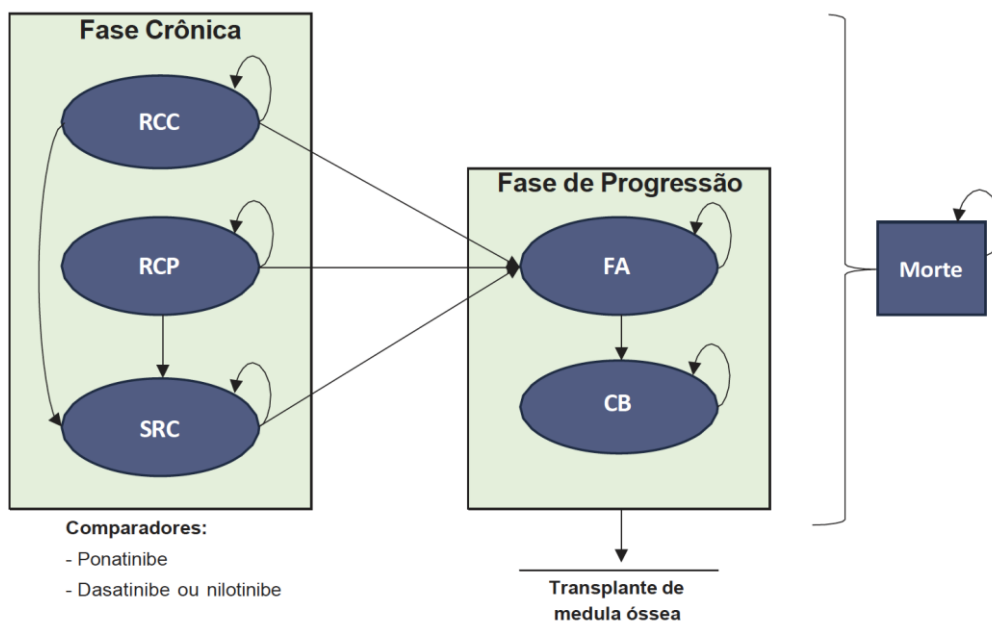 Fase Crônica
RCC
RCP
SRC
Comparadores:
- Ponatinibe
- Dasatinibe ou nilotinibe
Fase de Progressão
FA
CB
Transplante de
medula óssea
Morte